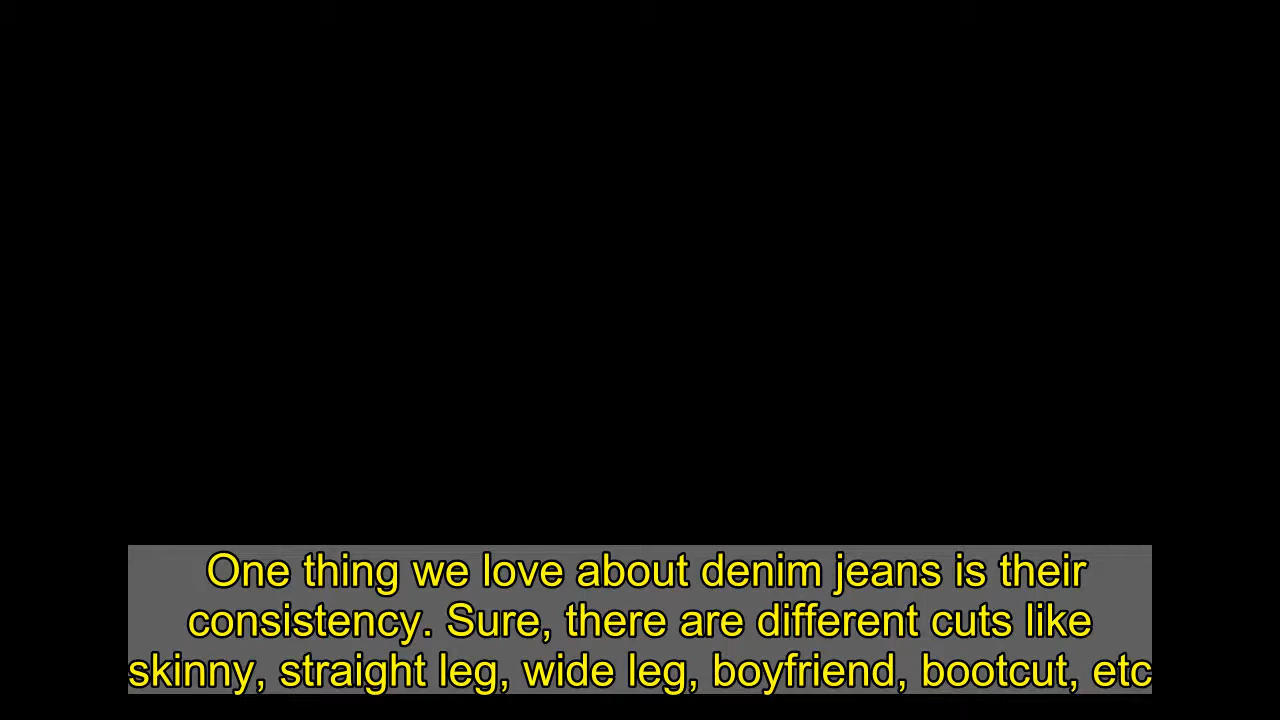 One thing we love about denim jeans is their
consistency. Sure, there are different cuts like
skinny, straight leg, wide leg, boyfriend, bootcut, etc